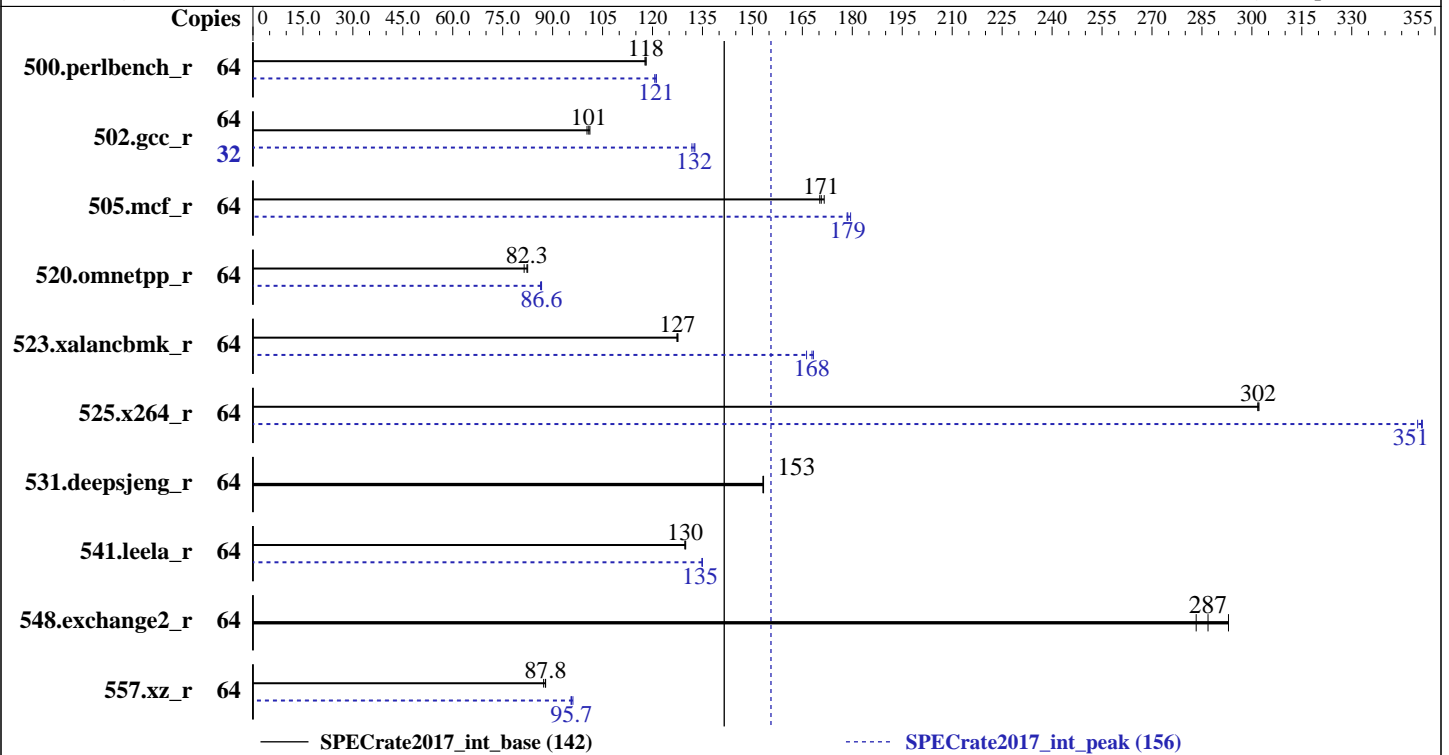 Copies 0 15.0 30.0 45.0 60.0 75.0 90.0 105 120 135 150 165 180 195 210 225 240 255 270 285 300 315 330 355
500.perlbench_r 64 118
121
502.gcc_r 64 101
32 132
505.mcf_r 64 171
179
520.omnetpp_r 64 82.3
86.6
523.xalancbmk_r 64 127
168
525.x264_r 64 302
351
531.deepsjeng_r 64 153
541.leela_r 64 130
135
548.exchange2_r 64 287
557.xz_r 64 87.8
95.7
SPECrate2017_int_base (142) SPECrate2017_int_peak (156)